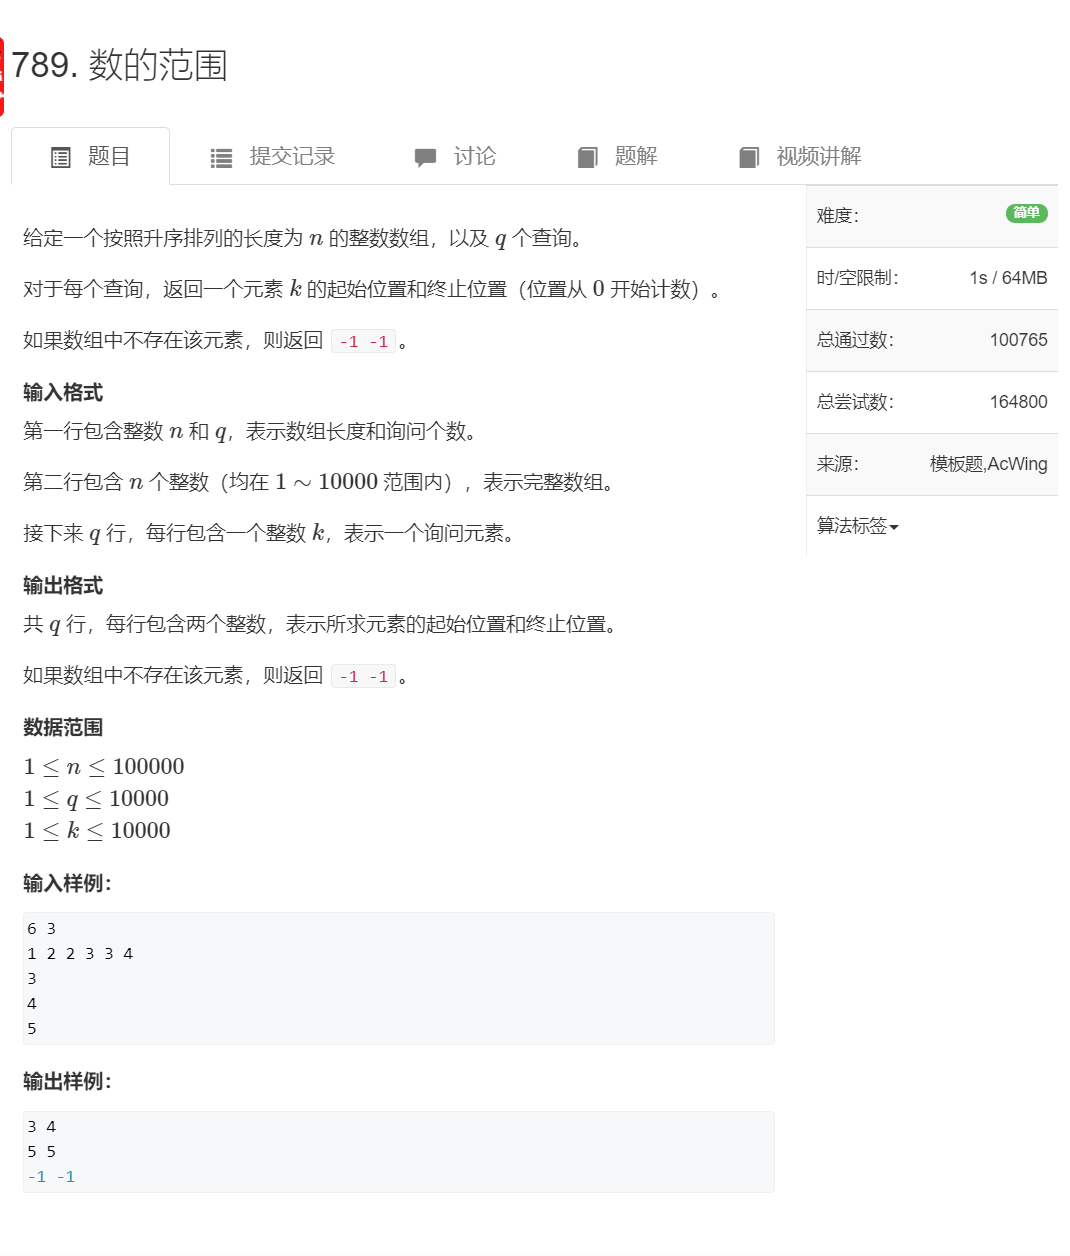 789. 数的范围
题目 提交记录 讨论 题解 视频讲解
给定一个按照升序排列的长度为 n 的整数数组，以及 q 个查询。
对于每个查询，返回一个元素 k 的起始位置和终止位置（位置从 0 开始计数）。
如果数组中不存在该元素，则返回 -1 -1 。
输入格式
第一行包含整数 n 和 q，表示数组长度和询问个数。
第二行包含 n 个整数（均在 1 ∼ 10000 范围内），表示完整数组。
接下来 q 行，每行包含一个整数 k，表示一个询问元素。
输出格式
共 q 行，每行包含两个整数，表示所求元素的起始位置和终止位置。
如果数组中不存在该元素，则返回 -1 -1 。
数据范围
1 ≤ n ≤ 100000
1 ≤ q ≤ 10000
1 ≤ k ≤ 10000
输入样例：
6 3
1 2 2 3 3 4
3
4
5
输出样例：
3 4
5 5
-1 -1
难度： 简单
时/空限制： 1s / 64MB
总通过数： 100765
总尝试数： 164800
来源： 模板题,AcWing
算法标签